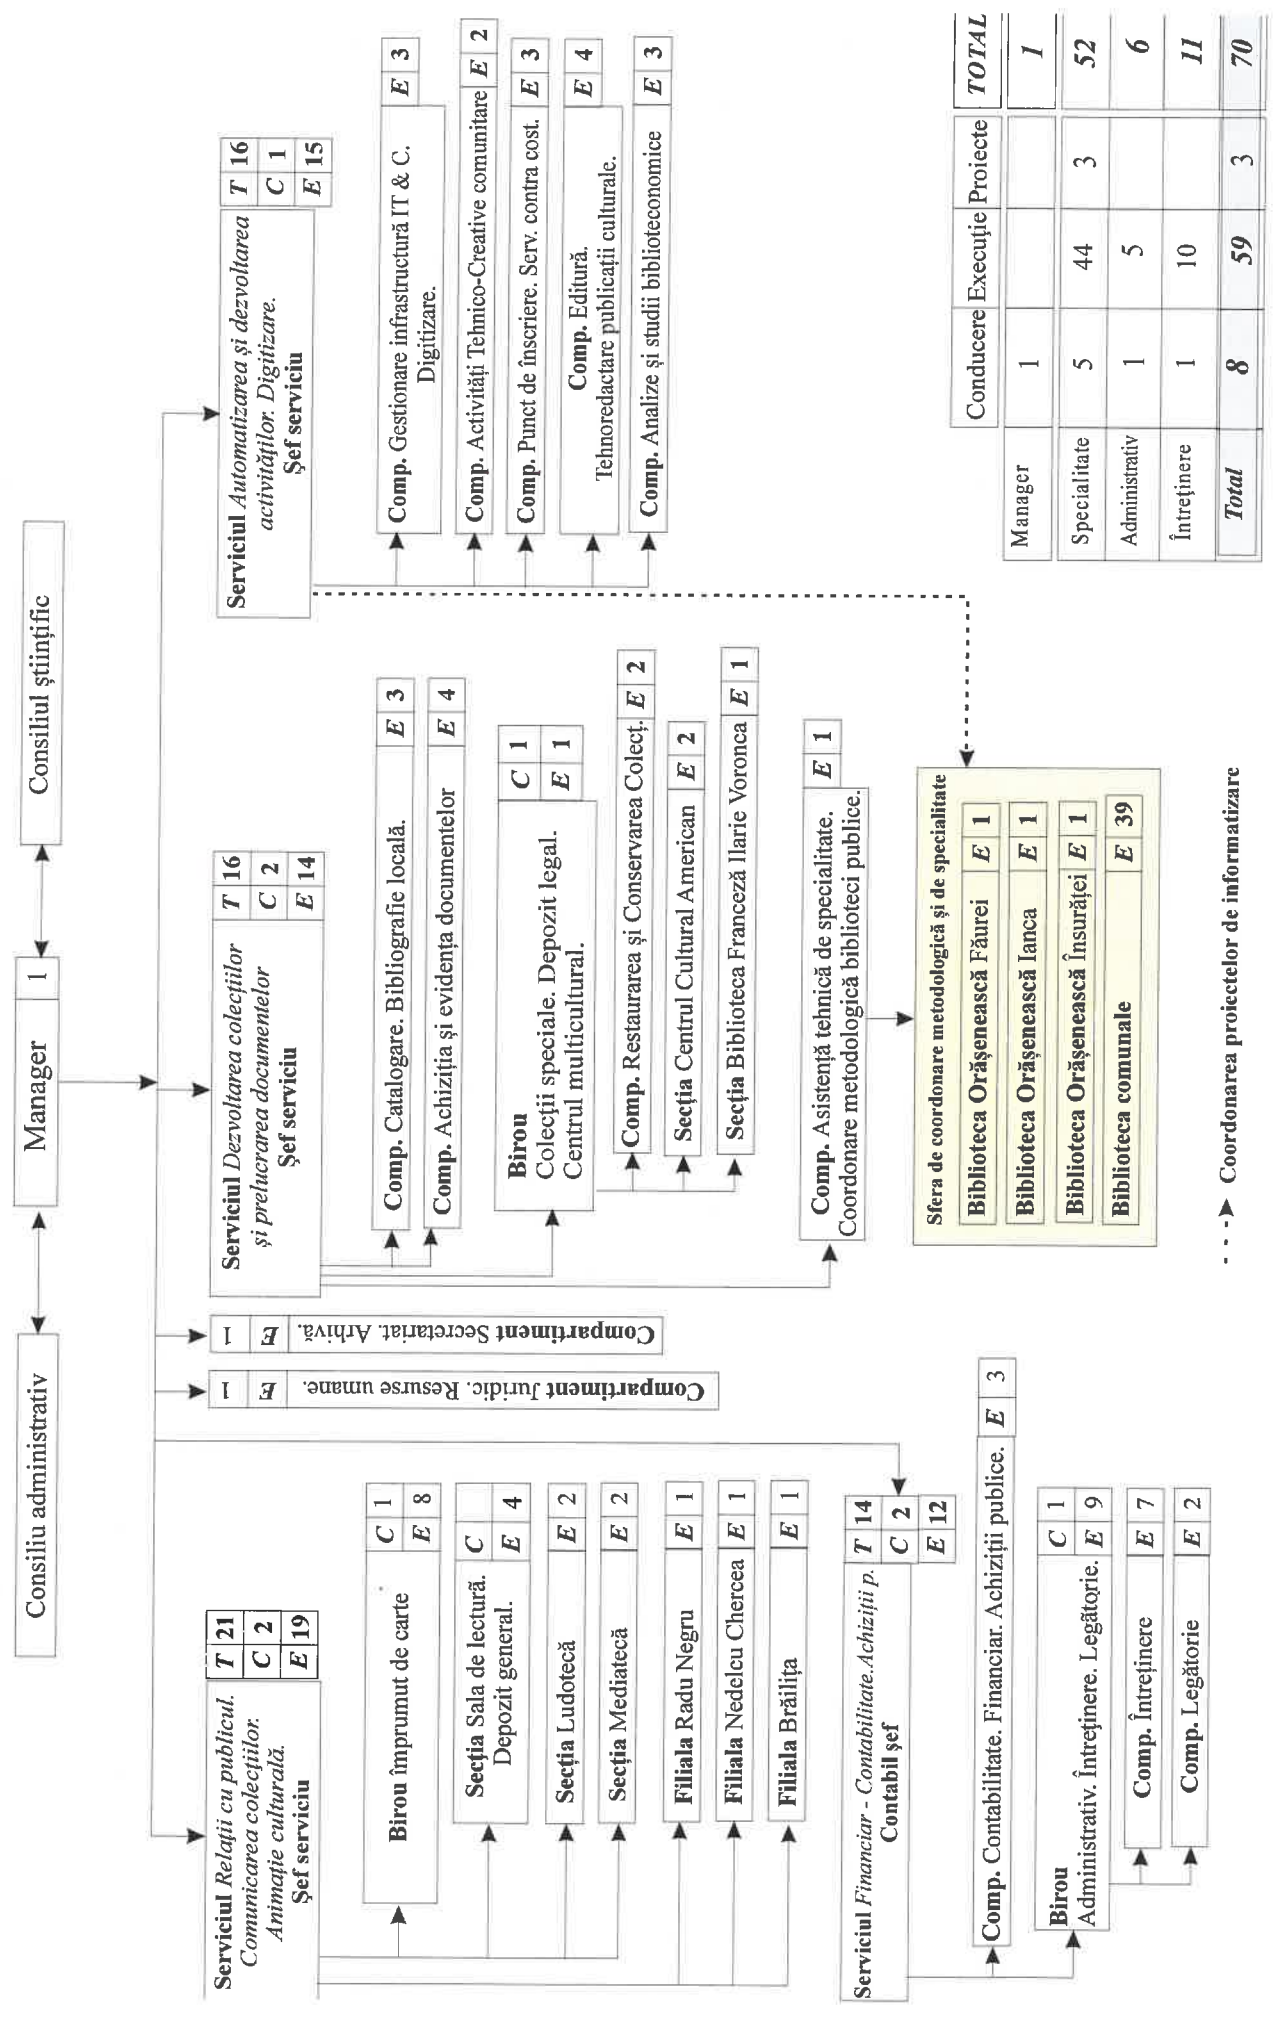 Consiliu administrativ
Manager 1
Consiliul științific
Serviciul Relații cu publicul.
Comunicarea colecțiilor.
Animație culturală.
Șef serviciu
T 21
C 2
E 19
Birou împrumut de carte
C 1
E 8
Secția Sala de lectură.
Depozit general.
C
E 4
Secția Ludotecă E 2
Secția Mediatecă E 2
Filiala Radu Negru E 1
Filiala Nedelcu Chercea E 1
Filiala Brăilița E 1
Serviciul Financiar - Contabilitate.Achiziții p.
Contabil șef
T 14
C 2
E 12
Comp. Contabilitate. Financiar. Achiziții publice. E 3
Birou
Administrativ. Întreținere. Legătorie.
C 1
E 9
Comp. Întreținere E 7
Comp. Legătorie E 2
Compartiment Juridic. Resurse umane. E 1
Compartiment Secretariat. Arhivă. E 1
Serviciul Dezvoltarea colecțiilor
și prelucrarea documentelor
Șef serviciu
T 16
C 2
E 14
Comp. Catalogare. Bibliografie locală. E 3
Comp. Achiziția și evidența documentelor E 4
Birou
Colecții speciale. Depozit legal.
Centrul multicultural.
C 1
E 1
Comp. Restaurarea și Conservarea Colecț. E 2
Secția Centrul Cultural American E 2
Secția Biblioteca Franceză Ilarie Voronca E 1
Comp. Asistență tehnică de specialitate.
Coordonare metodologică biblioteci publice.
E 1
Sfera de coordonare metodologică și de specialitate
Biblioteca Orășenească Făurei E 1
Biblioteca Orășenească Ianca E 1
Biblioteca Orășenească Însurăței E 1
Biblioteca comunale E 39
Coordonarea proiectelor de informatizare
Serviciul Automatizarea și dezvoltarea
activităților. Digitizare.
Șef serviciu
T 16
C 1
E 15
Comp. Gestionare infrastructură IT & C.
Digitizare.
E 3
Comp. Activități Tehnico-Creative comunitare E 2
Comp. Punct de înscriere. Serv. contra cost. E 3
Comp. Editură.
Tehnoredactare publicații culturale.
E 4
Comp. Analize și studii biblioteconomice E 3
Conducere Execuție Proiecte TOTAL
Manager 1 1
Specialitate 5 44 3 52
Administrativ 1 5 6
Întreținere 1 10 11
Total 8 59 3 70